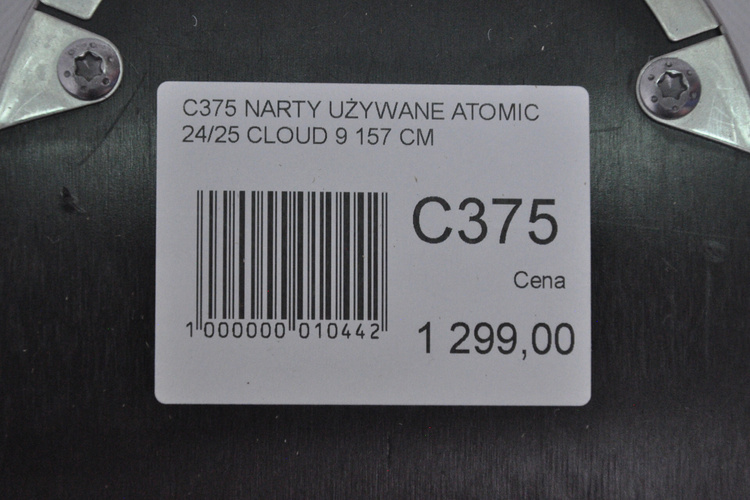 C375 NARTY UŻYWANE ATOMIC
24/25 CLOUD 9 157 CM
C375
Cena
1 299,00
1 000000 010442